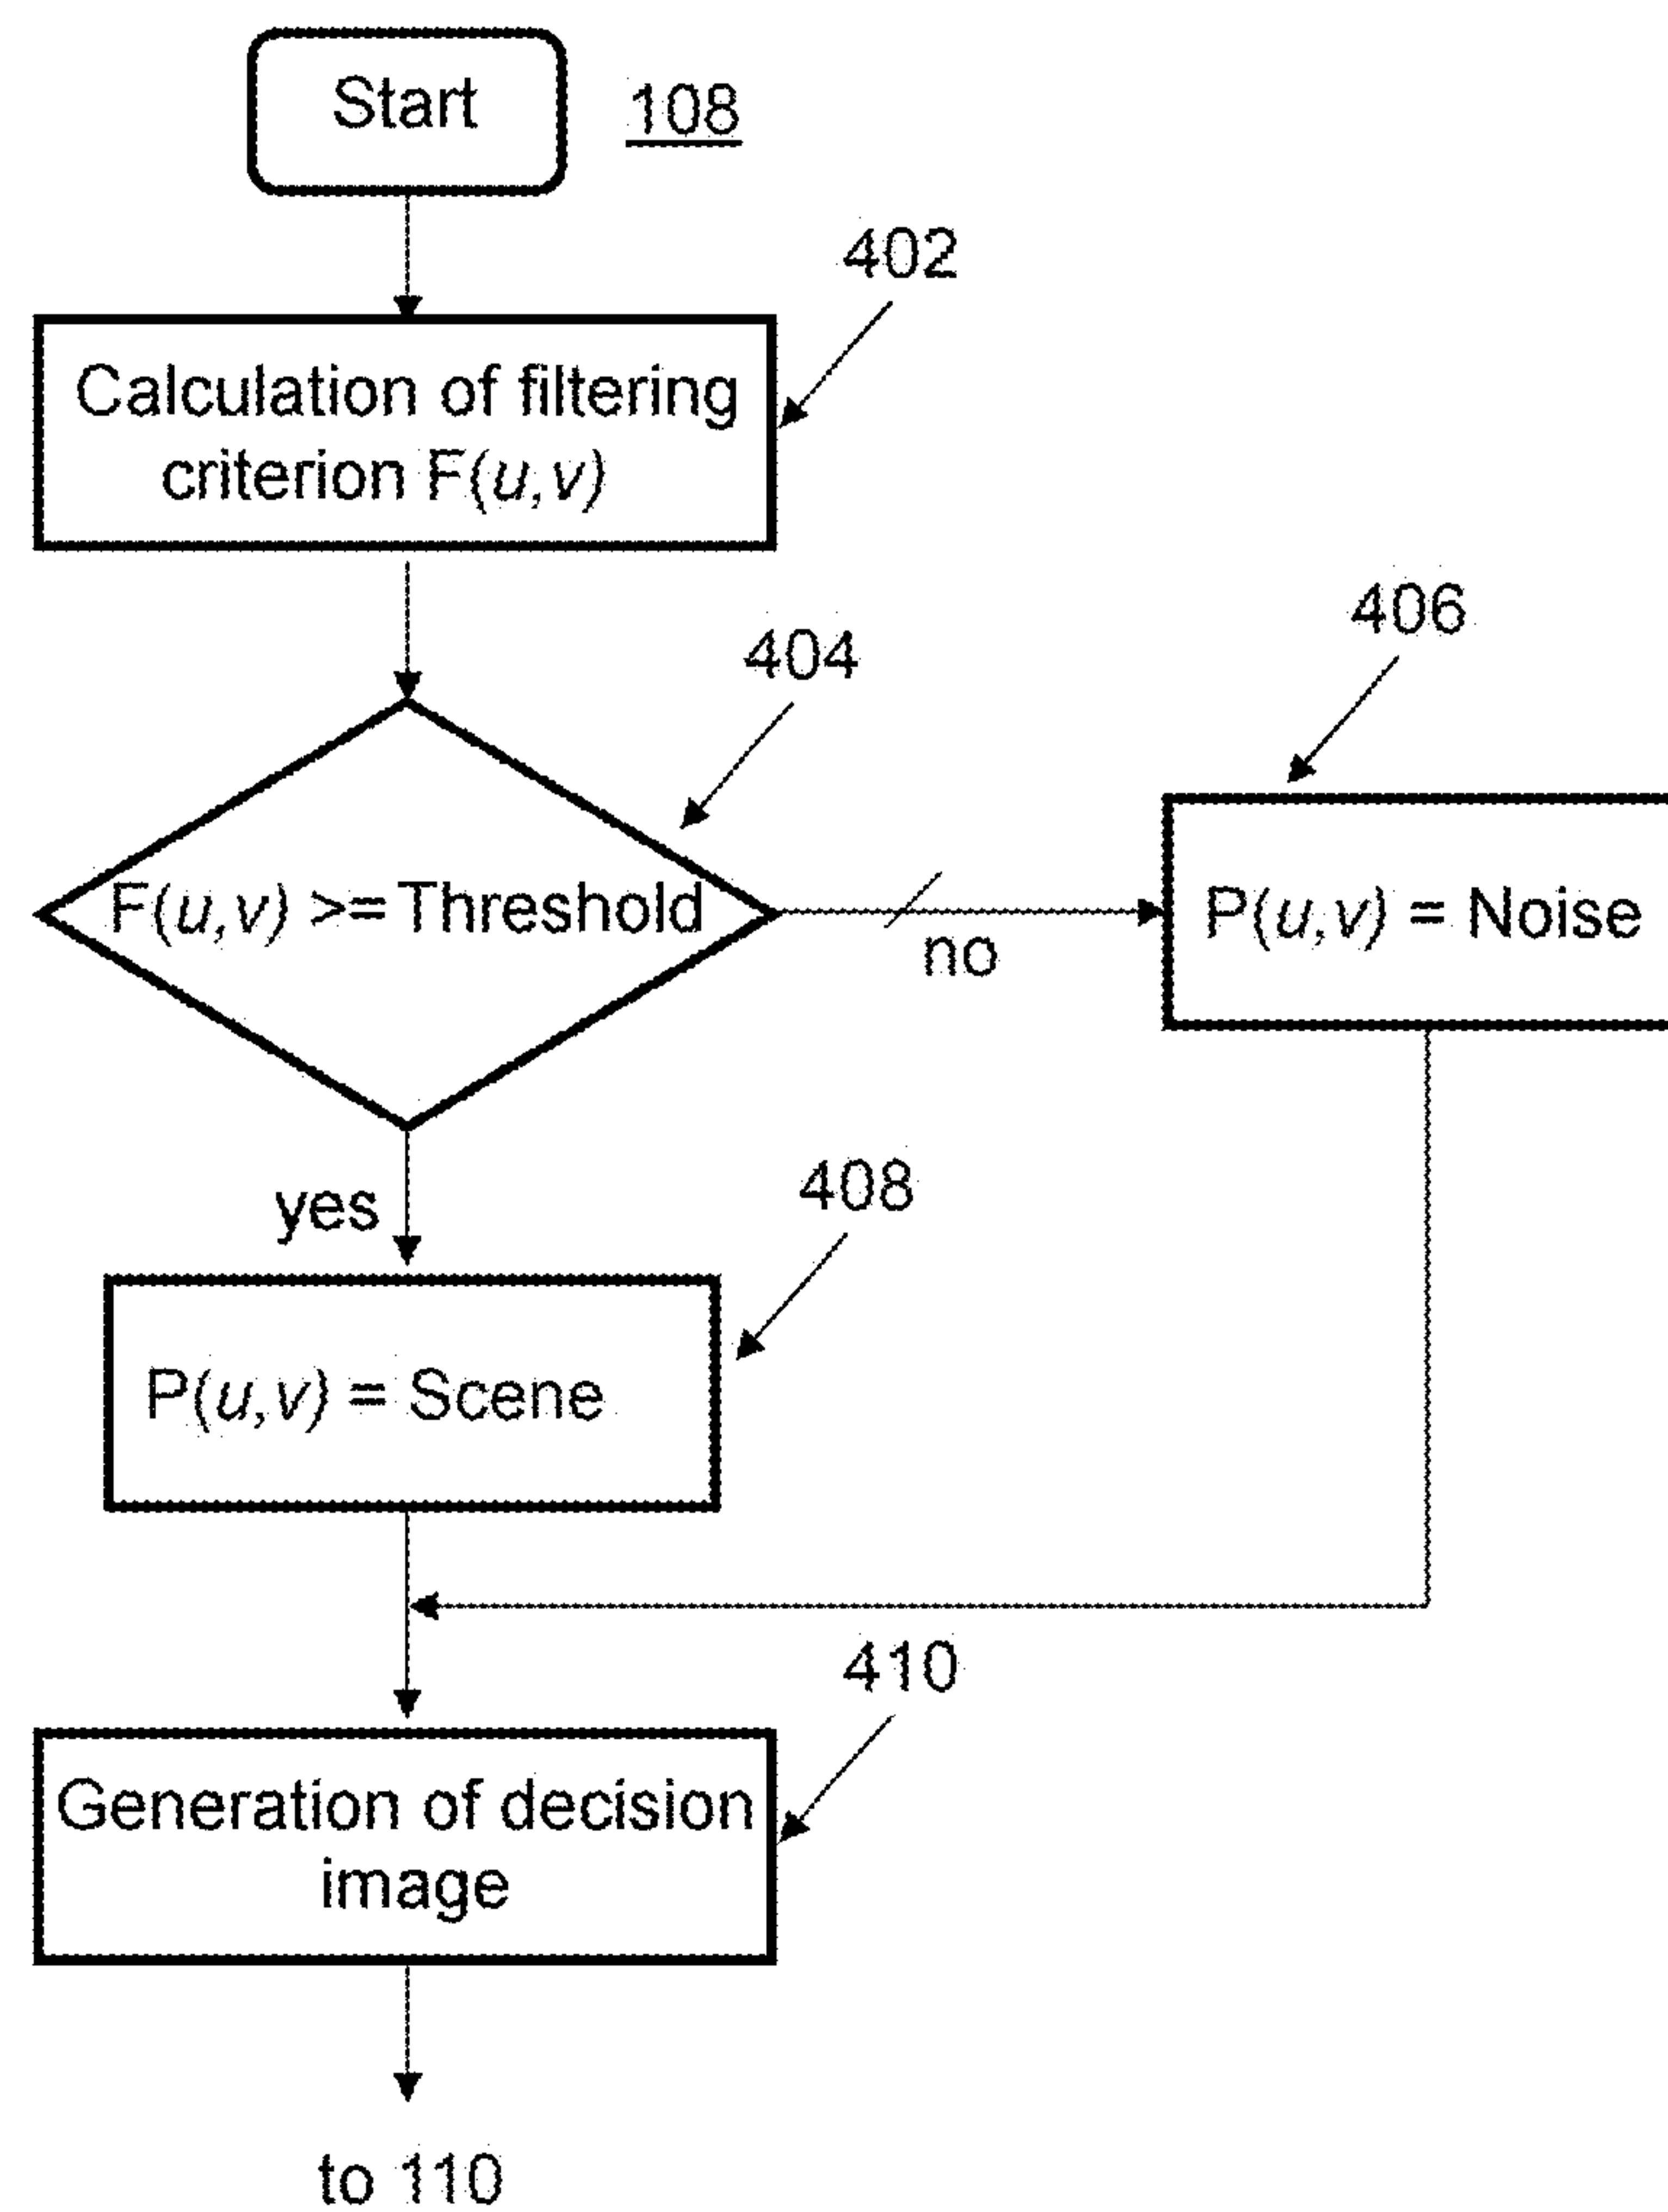 Start
108
402
Calculation of filtering
criterion F(u,v)
404
406
F(u,v) >= Threshold
no
P(u,v) = Noise
yes
408
P(u,v) = Scene
410
Generation of decision
image
to 110